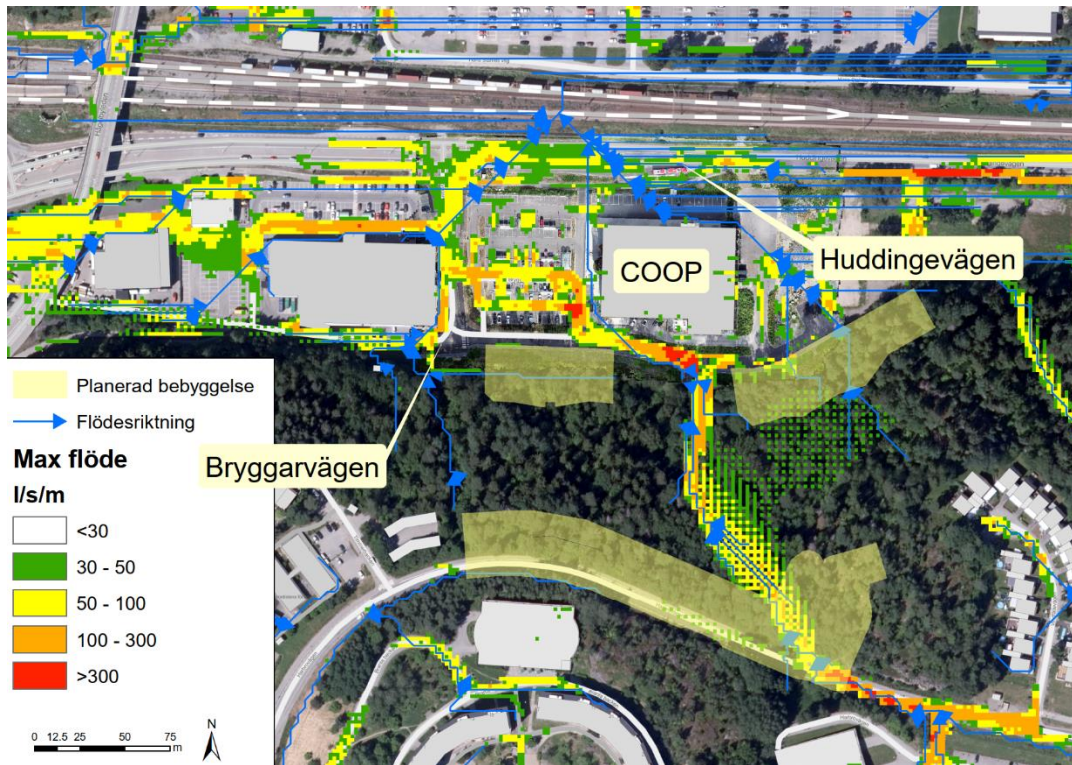 COOP
Huddingevägen
Bryggarvägen
Planerad bebyggelse
Flödesriktning
Max flöde
l/s/m
<30
30 - 50
50 - 100
100 - 300
>300
0 12.5 25 50 75
m
N